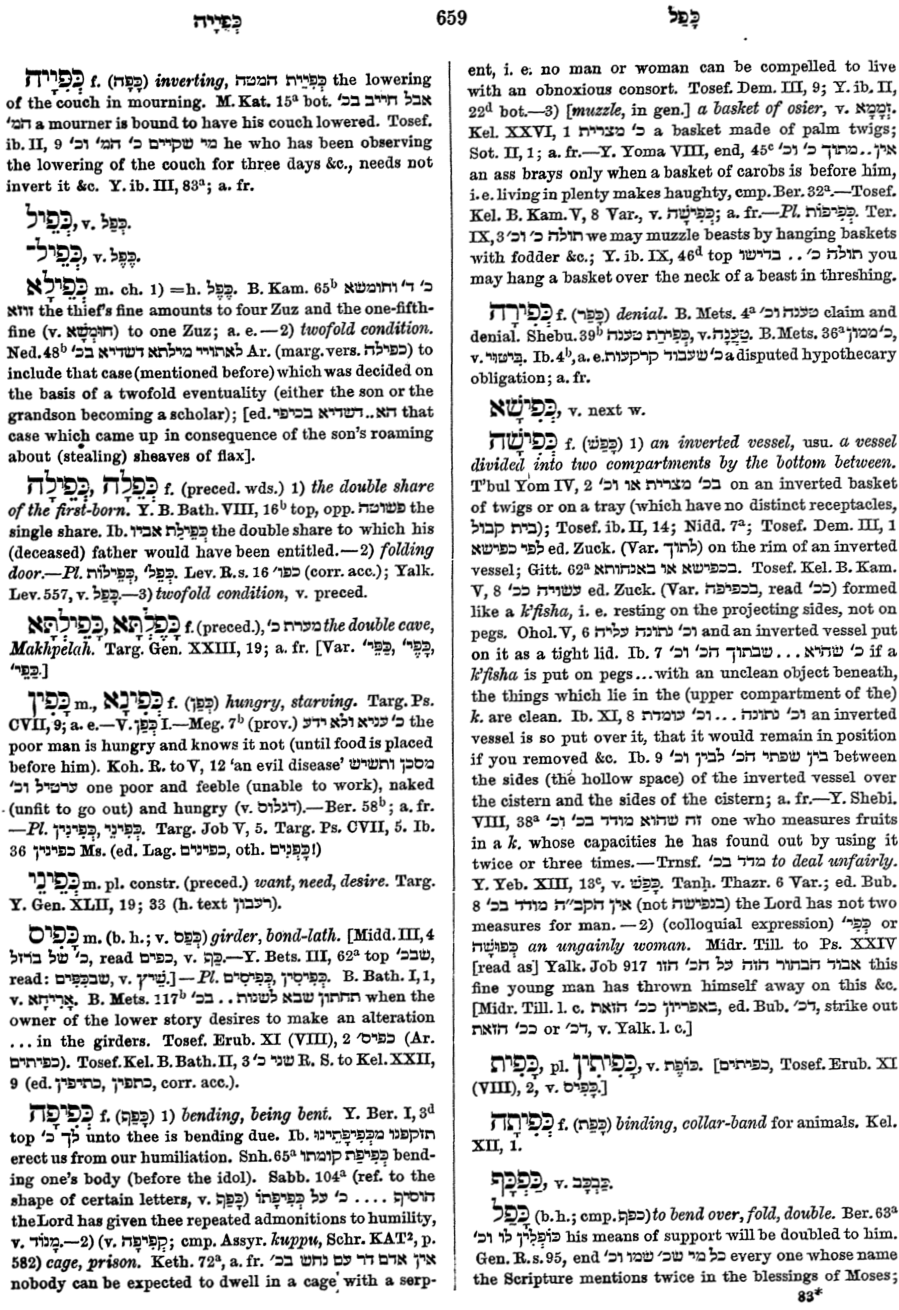 כְּפִיָּיה 659 כָּפַל
כְּפִיָּיה f. (כָּפָה) inverting, כְּפִיַּית המטה the lowering
of the couch in mourning. M. Kat. 15ᵃ bot. אבל חייב בכ׳
המ׳ a mourner is bound to have his couch lowered. Tosef.
ib. II, 9 מי שקיים כ׳ המ׳ וכ׳ he who has been observing
the lowering of the couch for three days &c., needs not
invert it &c. Y. ib. III, 83ᵃ; a. fr.
כְּפֵיל, v. כְּפַל.
כְּפֵיל־, v. כֶּפֶל.
כְּפֵילָא m. ch. 1) =h. כֶּפֶל. B. Kam. 65ᵇ כ׳ ד׳ וחומשא
זוזא the thief's fine amounts to four Zuz and the one-fifth-
fine (v. חוּמְשָׁא) to one Zuz; a. e.—2) twofold condition.
Ned. 48ᵇ לאתויי מילתא דשדיא בכ׳ Ar. (marg. vers. כפילה) to
include that case (mentioned before) which was decided on
the basis of a twofold eventuality (either the son or the
grandson becoming a scholar); [ed. הא..דשדיא בכיפי׳ that
case which came up in consequence of the son's roaming
about (stealing) sheaves of flax].
כְּפֵלָה, כְּפֵילָה f. (preced. wds.) 1) the double share
of the first-born. Y. B. Bath. VIII, 16ᵇ top, opp. פשוטה the
single share. Ib. כְּפֵילַת אביו the double share to which his
(deceased) father would have been entitled.—2) folding
door.—Pl. כְּפֵילוֹת, כְּפֵל׳. Lev. R. s. 16 כפו׳ (corr. acc.); Yalk.
Lev. 557, v. כָּפַל.—3) twofold condition, v. preced.
כָּפֶלְתָּא, כָּפֵילְתָּא f. (preced.), מערת כ׳ the double cave,
Makhpelah. Targ. Gen. XXIII, 19; a. fr. [Var. כָּפֵי׳, כַּפֵּי׳,
כְּפֵי׳.]
כְּפִין m., כְּפִינָא f. (כְּפַן) hungry, starving. Targ. Ps.
CVII, 9; a. e.—V. כְּפַן I.—Meg. 7ᵇ (prov.) כ׳ עניא ולא ידע the
poor man is hungry and knows it not (until food is placed
before him). Koh. R. to V, 12 'an evil disease' מסכן ותשיש
ערטיל וכ׳ one poor and feeble (unable to work), naked
(unfit to go out) and hungry (v. דגלוס).—Ber. 58ᵇ; a. fr.
—Pl. כְּפִינֵי, כְּפִינִין. Targ. Job V, 5. Targ. Ps. CVII, 5. Ib.
36 כפינין Ms. (ed. Lag. כפינים, oth. כְּפָנִים!)
כְּפִינֵי m. pl. constr. (preced.) want, need, desire. Targ.
Y. Gen. XLII, 19; 33 (h. text רעבון).
כָּפִיס m. (b. h.; v. כְּפַס) girder, bond-lath. [Midd. III, 4
כ׳ של ברזל, read כפים v. כַּף.—Y. Bets. III, 62ᵃ top שבכ׳,
read: שבכפים, v. שֶׁרֶץ.]—Pl. כְּפִיסִים, כְּפִיסִין. B. Bath. I, 1,
v. אֲרִיחָא. B. Mets. 117ᵇ התחתון שבא לשנות..בכ׳ when the
owner of the lower story desires to make an alteration
... in the girders. Tosef. Erub. XI (VIII), 2 כפיס׳ (Ar.
כפיתים). Tosef. Kel. B. Bath. II, 3 שני כ׳ R. S. to Kel. XXII,
9 (ed. כתפין, כתיפין, corr. acc.).
כְּפִיפָה f. (כָּפַף) 1) bending, being bent. Y. Ber. I, 3ᵈ
top לך כ׳ unto thee is bending due. Ib. תזקפנו מכְּפִיפָתֵינוּ
erect us from our humiliation. Snh. 65ᵃ כְּפִיפַת קומתו bend-
ing one's body (before the idol). Sabb. 104ᵃ (ref. to the
shape of certain letters, v. כָּפַף) הוסיף .... כ׳ על כְּפִיפָתוֹ
the Lord has given thee repeated admonitions to humility,
v. מָנוֹד.—2) (v. קְפִיפָה; cmp. Assyr. kuppu, Schr. KAT², p.
582) cage, prison. Keth. 72ᵃ, a. fr. אין אדם דר עם נחש בכ׳
nobody can be expected to dwell in a cage with a serp-
ent, i. e. no man or woman can be compelled to live
with an obnoxious consort. Tosef. Dem. III, 9; Y. ib. II,
22ᵈ bot.—3) [muzzle, in gen.] a basket of osier, v. זְמָמָא.
Kel. XXVI, 1 כ׳ מצרית a basket made of palm twigs;
Sot. II, 1; a. fr.—Y. Yoma VIII, end, 45ᶜ אין..מתוך כ׳ וכ׳
an ass brays only when a basket of carobs is before him,
i. e. living in plenty makes haughty, cmp. Ber. 32ᵃ.—Tosef.
Kel. B. Kam. V, 8 Var., v. כְּפִישָׁה; a. fr.—Pl. כְּפִיפוֹת. Ter.
IX, 3 תולה כ׳ וכ׳ we may muzzle beasts by hanging baskets
with fodder &c.; Y. ib. IX, 46ᵈ top תולה כ׳ .. בדישו you
may hang a basket over the neck of a beast in threshing.
כְּפִירָה f. (כָּפַר) denial. B. Mets. 4ᵃ טענה וכ׳ claim and
denial. Shebu. 39ᵇ כְּפִירַת טענה, v. טַעֲנָה. B. Mets. 36ᵃ כ׳ ממון,
v. פִּיטּוּר. Ib. 4ᵇ, a. e. כ׳ שעבוד קרקעות a disputed hypothecary
obligation; a. fr.
כְּפִישָׁא, v. next w.
כְּפִישָׁה f. (כָּפַשׁ) 1) an inverted vessel, usu. a vessel
divided into two compartments by the bottom between.
T'bul Yom IV, 2 בכ׳ מצרית או וכ׳ on an inverted basket
of twigs or on a tray (which have no distinct receptacles,
בית קבול); Tosef. ib. II, 14; Nidd. 7ᵃ; Tosef. Dem. III, 1
לפי כפישא ed. Zuck. (Var. לתוך) on the rim of an inverted
vessel; Gitt. 62ᵃ בכפישא או באנחותא. Tosef. Kel. B. Kam.
V, 8 עשויה ככ׳ ed. Zuck. (Var. בכפיפה, read ככ׳) formed
like a k'fisha, i. e. resting on the projecting sides, not on
pegs. Ohol. V, 6 וכ׳ נתונה עליה and an inverted vessel put
on it as a tight lid. Ib. 7 כ׳ שהיא...שבתוך הכ׳ וכ׳ if a
k'fisha is put on pegs...with an unclean object beneath,
the things which lie in the (upper compartment of the)
k. are clean. Ib. XI, 8 וכ׳ נתונה ...וכ׳ עומדת an inverted
vessel is so put over it, that it would remain in position
if you removed &c. Ib. 9 בין שפתי הכ׳ לבין וכ׳ between
the sides (the hollow space) of the inverted vessel over
the cistern and the sides of the cistern; a. fr.—Y. Shebi.
VIII, 38ᵃ זה שהוא מודד בכ׳ וכ׳ one who measures fruits
in a k. whose capacities he has found out by using it
twice or three times.—Trnsf. מדד בכ׳ to deal unfairly.
Y. Yeb. XIII, 13ᶜ, v. כָּפַשׁ. Tanḥ. Thazr. 6 Var.; ed. Bub.
8 אין הקב״ה מודד בכ׳ (not בנפישה) the Lord has not two
measures for man.—2) (colloquial expression) כְּפִי׳ or
כְּפוּשָׁה an ungainly woman. Midr. Till. to Ps. XXIV
[read as] Yalk. Job 917 אבוד הבחור הזה על הכ׳ הזו this
fine young man has thrown himself away on this &c.
[Midr. Till. l. c. באפריון ככ׳ הזאת, ed. Bub. דכ׳, strike out
ככ׳ הזאת or דכ׳, v. Yalk. l. c.]
כָּפִית, pl. כְּפִיתִין, v. כּוֹפֶת. [כפיתים, Tosef. Erub. XI
(VIII), 2, v. כָּפִיס.]
כְּפִיתָה f. (כָּפַת) binding, collar-band for animals. Kel.
XII, 1.
כַּפְכָּף, v. כַּבְכָּב.
כָּפַל (b. h.; cmp. כפף) to bend over, fold, double. Ber. 63ᵃ
כּוֹפְלִין לו וכ׳ his means of support will be doubled to him.
Gen. R. s. 95, end כל מי שכ׳ שמו וכ׳ every one whose name
the Scripture mentions twice in the blessings of Moses;
83*